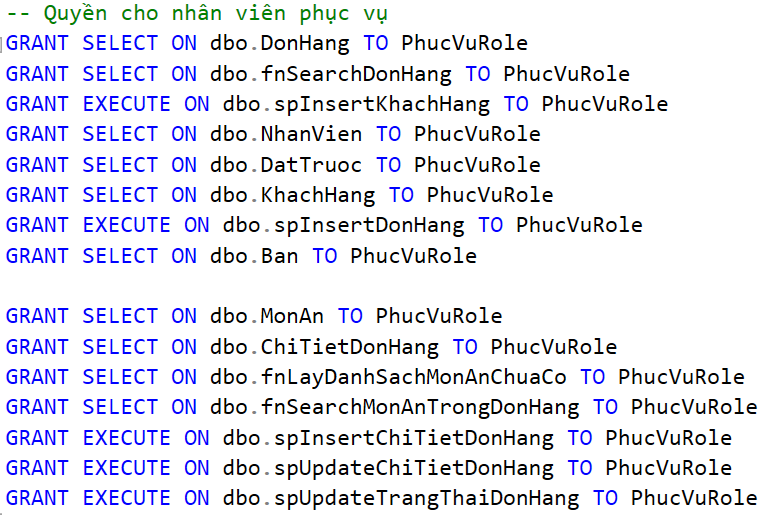 -- Quyền cho nhân viên phục vụ
GRANT SELECT ON dbo.DonHang TO PhucVuRole
GRANT SELECT ON dbo.fnSearchDonHang TO PhucVuRole
GRANT EXECUTE ON dbo.spInsertKhachHang TO PhucVuRole
GRANT SELECT ON dbo.NhanVien TO PhucVuRole
GRANT SELECT ON dbo.DatTruoc TO PhucVuRole
GRANT SELECT ON dbo.KhachHang TO PhucVuRole
GRANT EXECUTE ON dbo.spInsertDonHang TO PhucVuRole
GRANT SELECT ON dbo.Ban TO PhucVuRole
GRANT SELECT ON dbo.MonAn TO PhucVuRole
GRANT SELECT ON dbo.ChiTietDonHang TO PhucVuRole
GRANT SELECT ON dbo.fnLayDanhSachMonAnChuaCo TO PhucVuRole
GRANT SELECT ON dbo.fnSearchMonAnTrongDonHang TO PhucVuRole
GRANT EXECUTE ON dbo.spInsertChiTietDonHang TO PhucVuRole
GRANT EXECUTE ON dbo.spUpdateChiTietDonHang TO PhucVuRole
GRANT EXECUTE ON dbo.spUpdateTrangThaiDonHang TO PhucVuRole